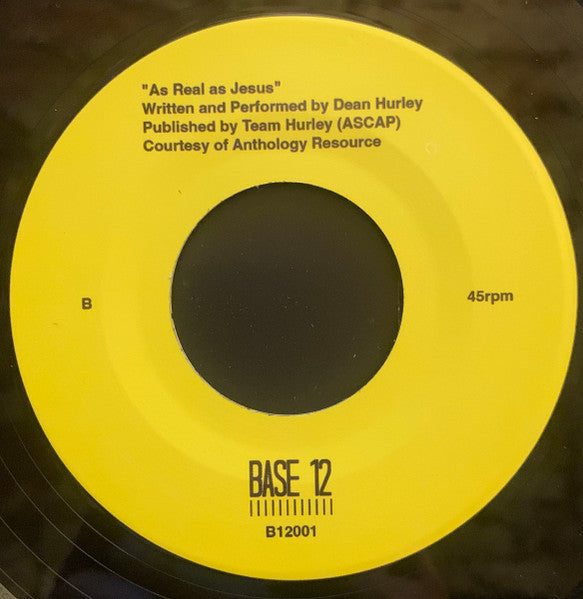 "As Real as Jesus"
Written and Performed by Dean Hurley
Published by Team Hurley (ASCAP)
Courtesy of Anthology Resource
B
45rpm
BASE 12
B12001